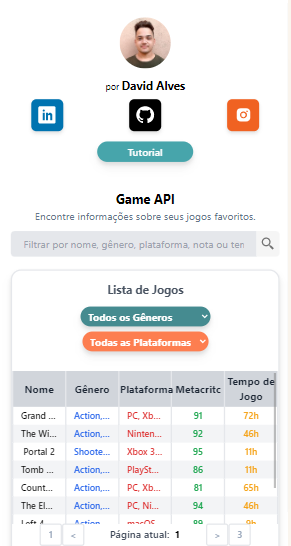 por David Alves
in
Tutorial
Game API
Encontre informações sobre seus jogos favoritos.
Filtrar por nome, gênero, plataforma, nota ou ten
Lista de Jogos
Todos os Gêneros
Todas as Plataformas
Nome Gênero Plataforma Metacritc Tempo de Jogo
Grand ... Action,... PC, Xb... 91 72h
The Wi... Action,... Ninten... 92 46h
Portal 2 Shoote... Xbox 3... 95 11h
Tomb ... Action,... PlaySt... 86 11h
Count... Action,... PC, Xb... 81 65h
The El... Action,... PC, Ni... 94 46h
Left 4 ... Action,... macOS... 89 9h
1 < Página atual: 1 > 3